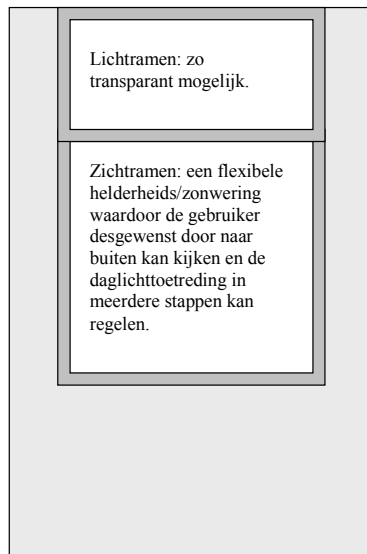 Lichtramen: zo
transparant mogelijk.
Zichtramen: een flexibele
helderheids/zonwering
waardoor de gebruiker
desgewenst door naar
buiten kan kijken en de
daglichttoetreding in
meerdere stappen kan
regelen.